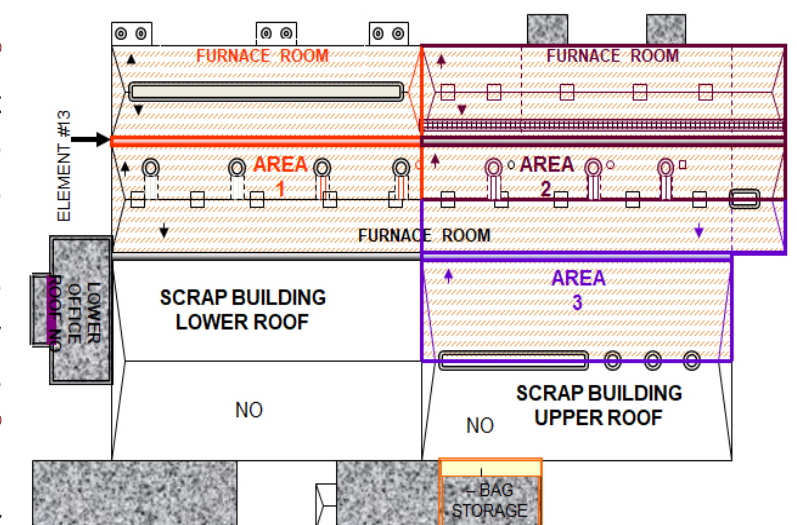 FURNACE ROOM
FURNACE ROOM
ELEMENT #13
AREA
1
AREA
2
FURNACE ROOM
LOWER
OFFICE
ROOF NO
SCRAP BUILDING
LOWER ROOF
AREA
3
NO
SCRAP BUILDING
UPPER ROOF
NO
BAG
STORAGE